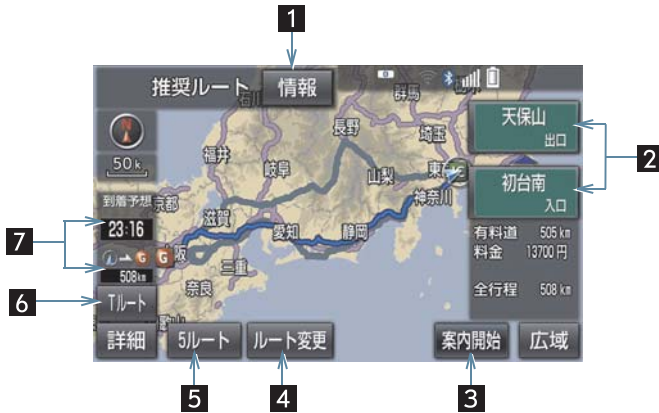 1
推奨ルート 情報
石川
群馬
天保山
出口
長野
埼玉
2
50k
福井
岐阜
山梨
東
初台南
入口
神奈川
到着予想
京都
23:16
滋賀
愛知
静岡
有料道 505 km
料金 13700 円
7
阪
三重
508km
奈良
全行程 508 km
6
Tルート
詳細 5ルート ルート変更 案内開始 広域
5
4
3